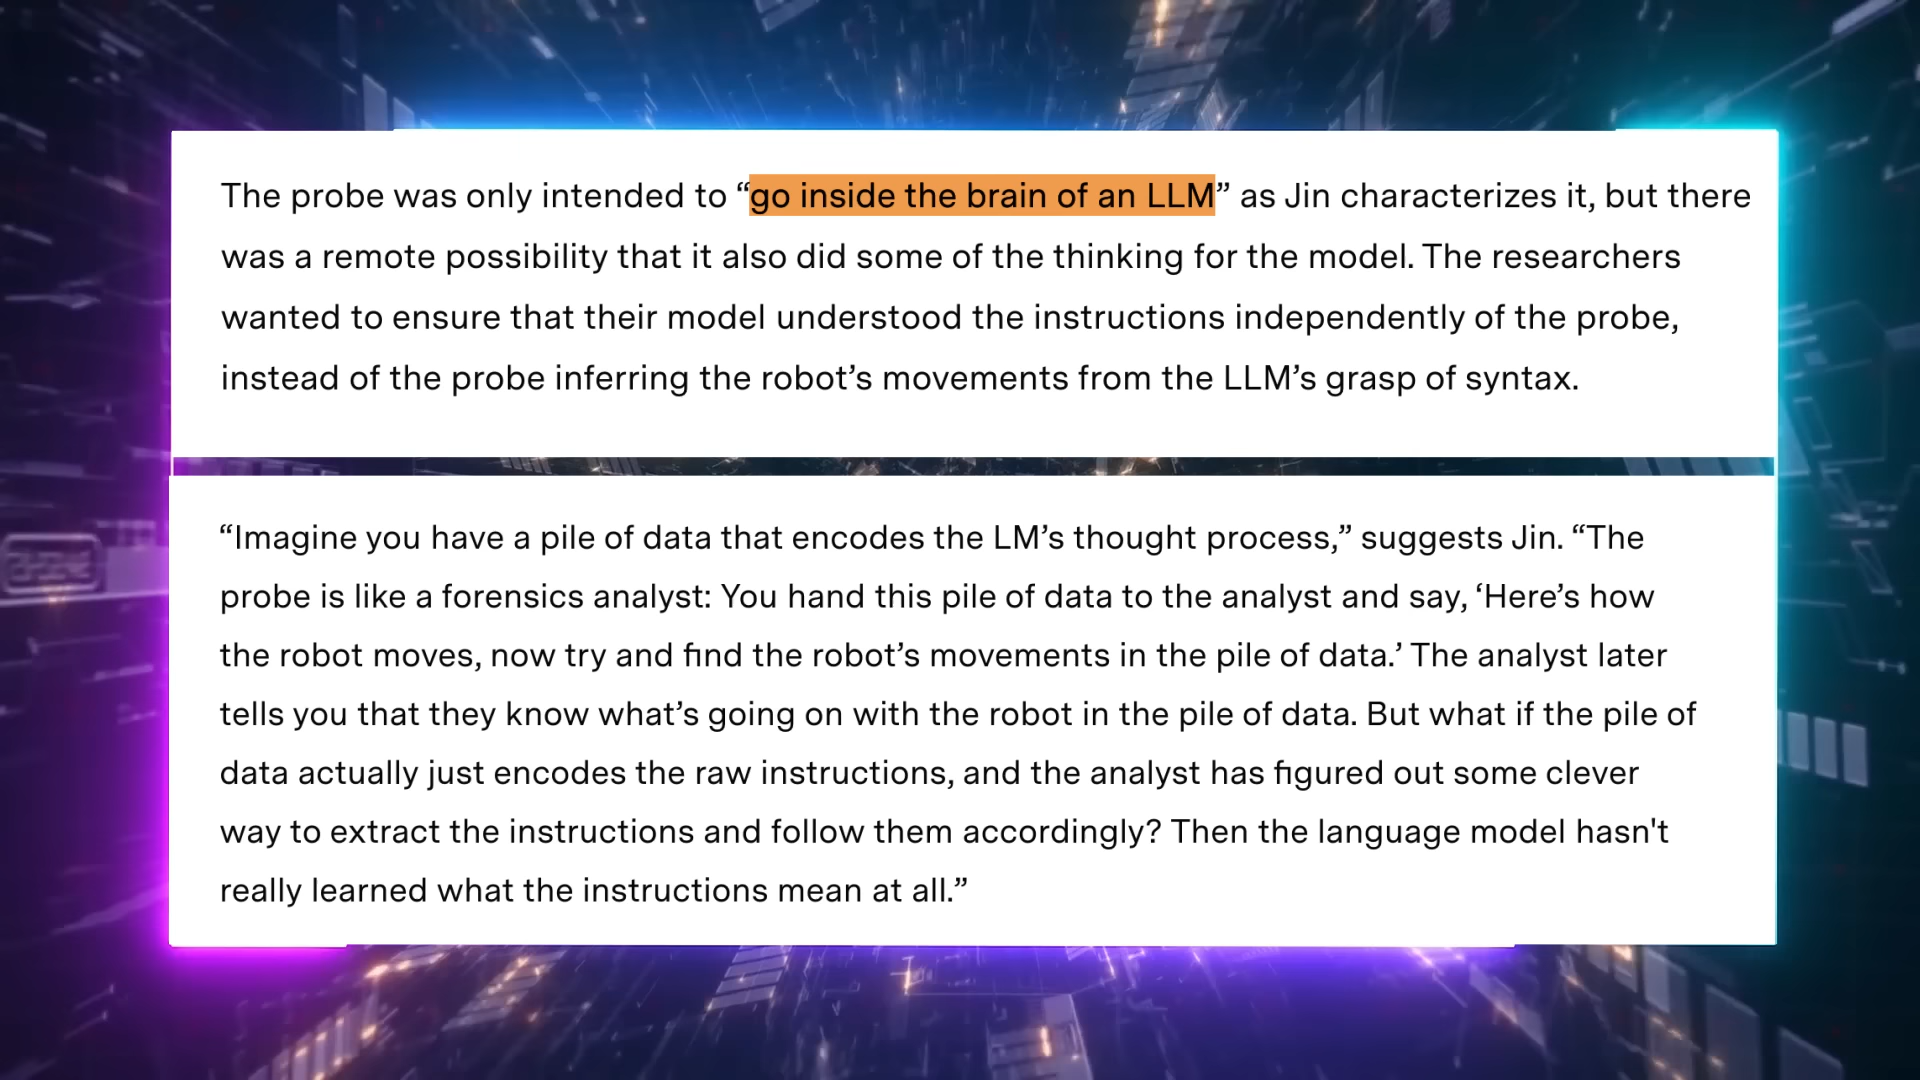 The probe was only intended to “go inside the brain of an LLM” as Jin characterizes it, but there
was a remote possibility that it also did some of the thinking for the model. The researchers
wanted to ensure that their model understood the instructions independently of the probe,
instead of the probe inferring the robot’s movements from the LLM’s grasp of syntax.
“Imagine you have a pile of data that encodes the LM’s thought process,” suggests Jin. “The
probe is like a forensics analyst: You hand this pile of data to the analyst and say, ‘Here’s how
the robot moves, now try and find the robot’s movements in the pile of data.’ The analyst later
tells you that they know what’s going on with the robot in the pile of data. But what if the pile of
data actually just encodes the raw instructions, and the analyst has figured out some clever
way to extract the instructions and follow them accordingly? Then the language model hasn't
really learned what the instructions mean at all.”